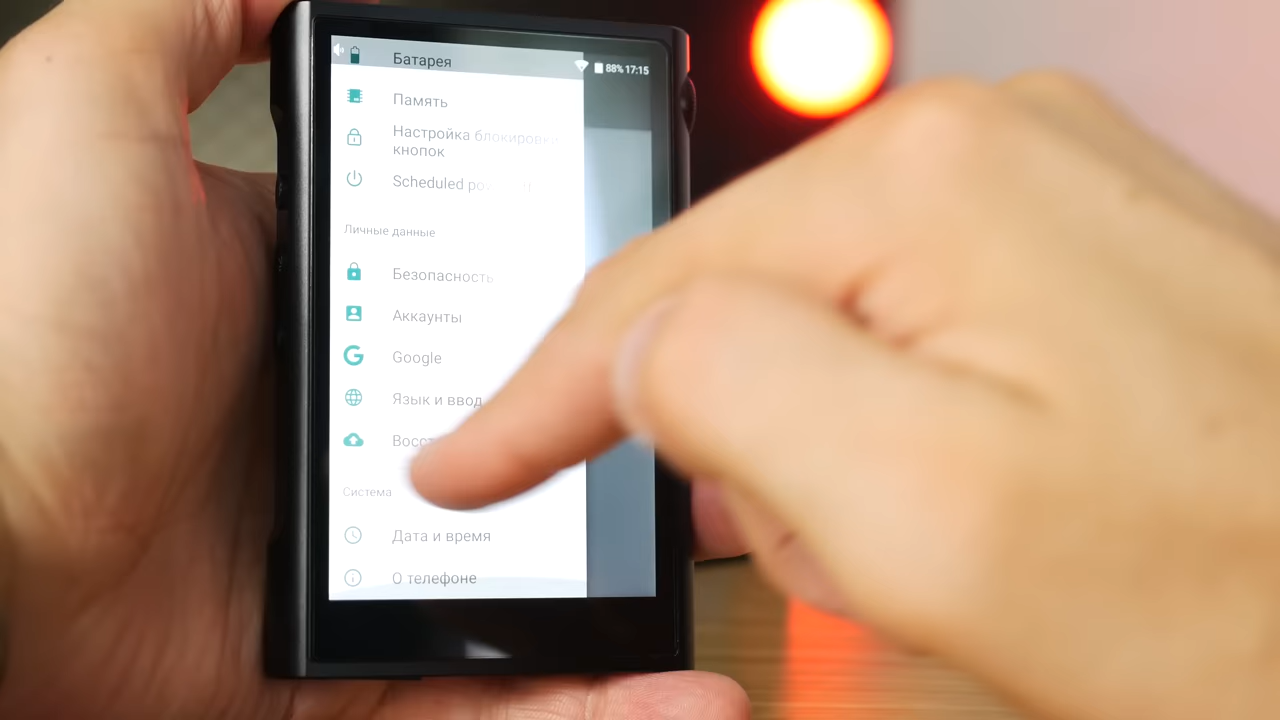 Батарея
88% 17:15
Память
Настройка блокировки
кнопок
Scheduled
Личные данные
Безопасность
Аккаунты
Google
Язык и ввод
Система
Дата и время
О телефоне